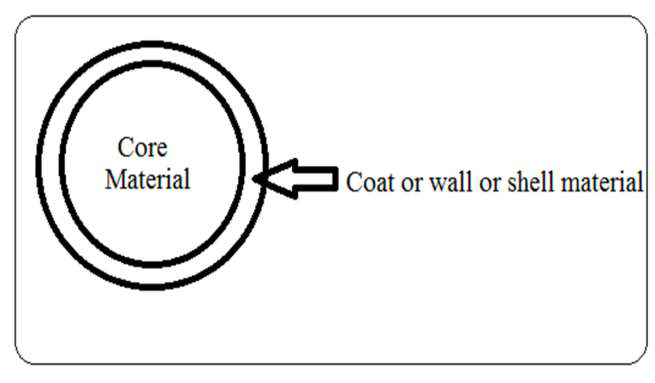 Core
Material
Coat or wall or shell material